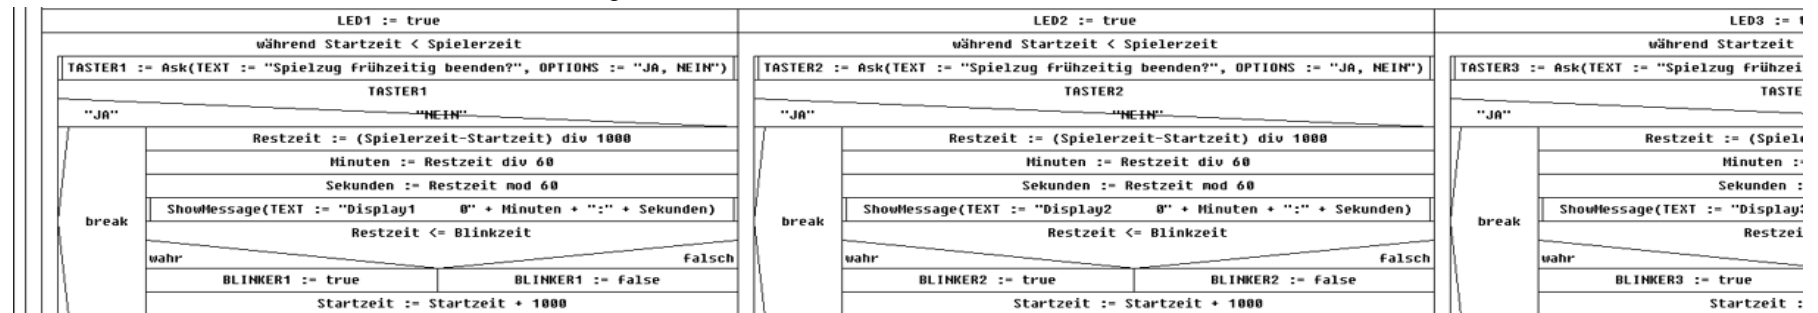 LED1 := true
während Startzeit < Spielerzeit
TASTER1 := Ask(TEXT := "Spielzug frühzeitig beenden?", OPTIONS := "JA, NEIN")
TASTER1
"JA" "NEIN"
Restzeit := (Spielerzeit-Startzeit) div 1000
Minuten := Restzeit div 60
Sekunden := Restzeit mod 60
ShowMessage(TEXT := "Display1 0" + Minuten + ":" + Sekunden)
break
Restzeit <= Blinkzeit
wahr falsch
BLINKER1 := true BLINKER1 := false
Startzeit := Startzeit + 1000
LED2 := true
während Startzeit < Spielerzeit
TASTER2 := Ask(TEXT := "Spielzug frühzeitig beenden?", OPTIONS := "JA, NEIN")
TASTER2
"JA" "NEIN"
Restzeit := (Spielerzeit-Startzeit) div 1000
Minuten := Restzeit div 60
Sekunden := Restzeit mod 60
ShowMessage(TEXT := "Display2 0" + Minuten + ":" + Sekunden)
break
Restzeit <= Blinkzeit
wahr falsch
BLINKER2 := true BLINKER2 := false
Startzeit := Startzeit + 1000
LED3 :=
während Startzeit
TASTER3 := Ask(TEXT := "Spielzug
"JA"
Restzeit :=
Minuten
Sekunden :
ShowMessage(TEXT :=
break
wahr
BLINKER3 := true
Startzeit :